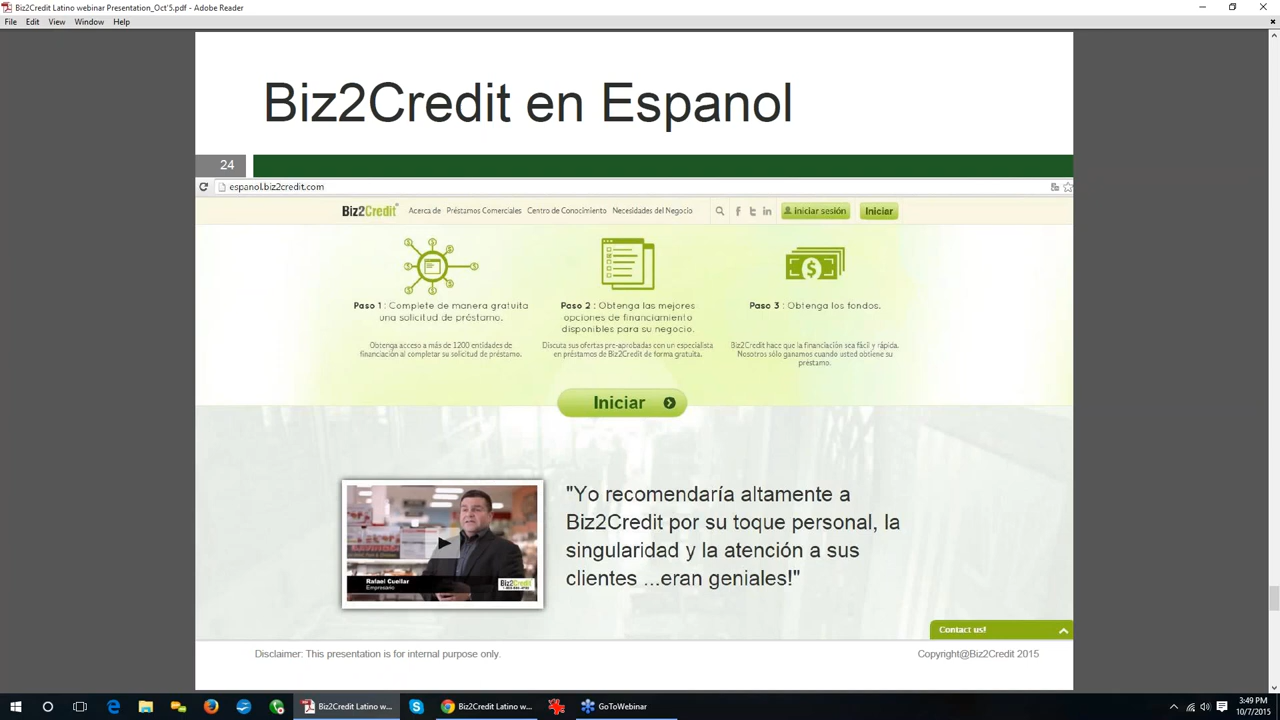 Biz2Credit Latino webinar Presentation_Oct'5.pdf - Adobe Reader
File Edit View Window Help
Biz2Credit en Espanol
24
espanol.biz2credit.com
Biz2Credit® Acerca de Préstamos Comerciales Centro de Conocimiento Necesidades del Negocio iniciar sesión Iniciar
Paso 1 : Complete de manera gratuita
una solicitud de préstamo.
Obtenga acceso a más de 1200 entidades de
financiación al completar su solicitud de préstamo.
Paso 2 : Obtenga las mejores
opciones de financiamiento
disponibles para su negocio.
Discuta sus ofertas pre-aprobadas con un especialista
en préstamos de Biz2Credit de forma gratuita.
Paso 3 : Obtenga los fondos.
Biz2Credit hace que la financiación sea fácil y rápida.
Nosotros sólo ganamos cuando usted obtiene su
préstamo.
Iniciar
Rafael Cuellar
Empresario
Biz2Credit
"Yo recomendaría altamente a
Biz2Credit por su toque personal, la
singularidad y la atención a sus
clientes ...eran geniales!"
Contact us!
Disclaimer: This presentation is for internal purpose only.
Copyright@Biz2Credit 2015
Biz2Credit Latino w... Biz2Credit Latino w... GoToWebinar
3:49 PM
10/7/2015